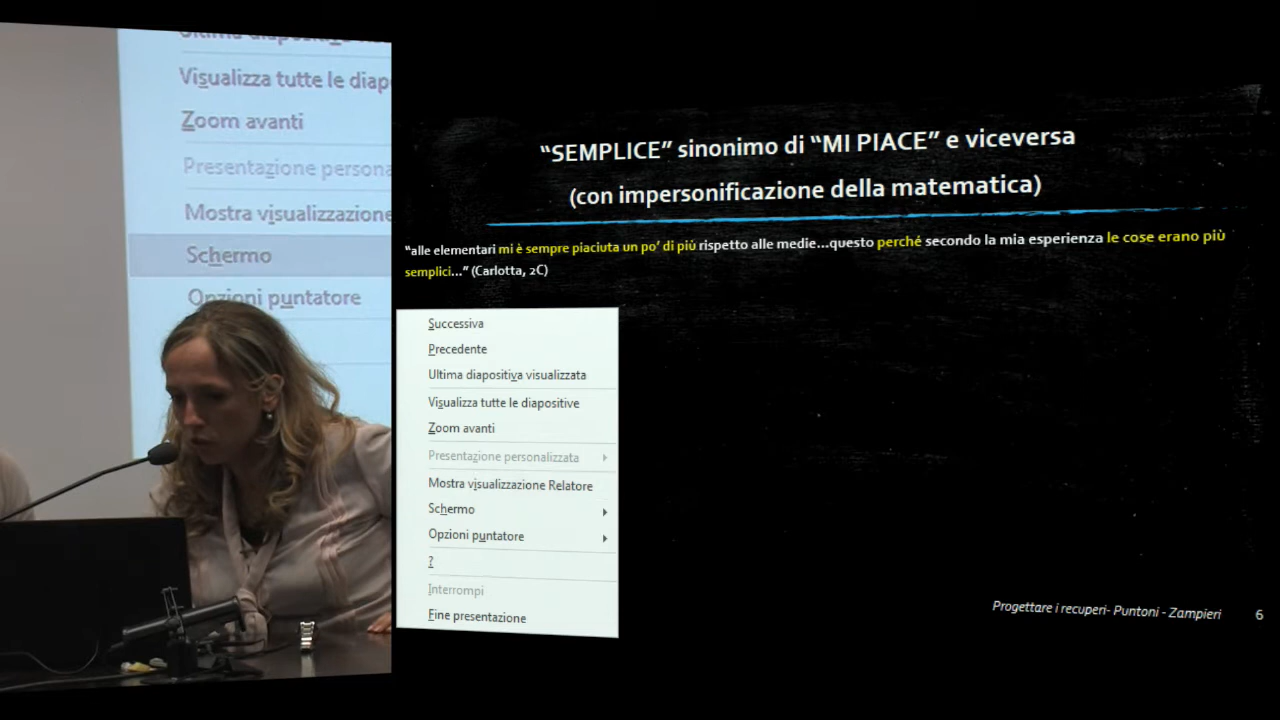 Visualizza tutte le diap
Zoom avanti
Presentazione persona
Mostra visualizzazione
Schermo
Opzioni puntatore
“SEMPLICE” sinonimo di “MI PIACE” e viceversa
(con impersonificazione della matematica)
“alle elementari mi è sempre piaciuta un po’ di più rispetto alle medie...questo perché secondo la mia esperienza le cose erano più
semplici...” (Carlotta, 2C)
Successiva
Precedente
Ultima diapositiva visualizzata
Visualizza tutte le diapositive
Zoom avanti
Presentazione personalizzata
Mostra visualizzazione Relatore
Schermo
Opzioni puntatore
?
Interrompi
Fine presentazione
Progettare i recuperi- Puntoni - Zampieri 6